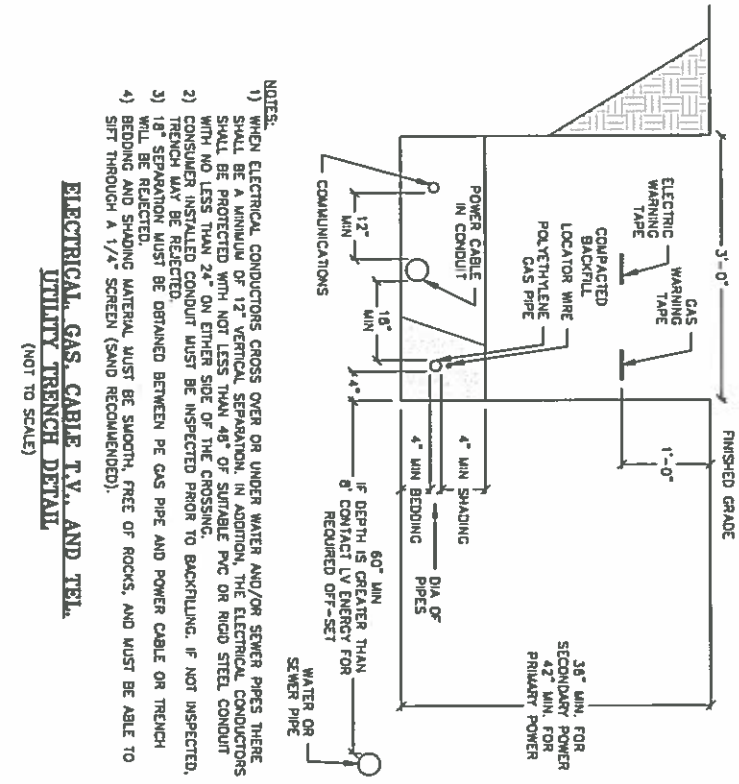 FINISHED GRADE
3'-0"
1'-0"
GAS
WARNING
TAPE
ELECTRIC
WARNING
TAPE
COMPACTED
BACKFILL
LOCATOR WIRE
POLYETHYLENE
GAS PIPE
POWER CABLE
IN CONDUIT
12"
MIN
18"
MIN
4"
COMMUNICATIONS
4" MIN SHADING
4" MIN BEDDING
DIA OF
PIPES
36" MIN. FOR
SECONDARY POWER
42" MIN. FOR
PRIMARY POWER
60" MIN
IF DEPTH IS GREATER THAN
8' CONTACT LV ENERGY FOR
REQUIRED OFF-SET
WATER OR
SEWER PIPE
NOTES:
1) WHEN ELECTRICAL CONDUCTORS CROSS OVER OR UNDER WATER AND/OR SEWER PIPES THERE
SHALL BE A MINIMUM OF 12" VERTICAL SEPARATION. IN ADDITION, THE ELECTRICAL CONDUCTORS
SHALL BE PROTECTED WITH NOT LESS THAN 48" OF SUITABLE PVC OR RIGID STEEL CONDUIT
WITH NO LESS THAN 24" ON EITHER SIDE OF THE CROSSING.
2) CONSUMER INSTALLED CONDUIT MUST BE INSPECTED PRIOR TO BACKFILLING. IF NOT INSPECTED,
TRENCH MAY BE REJECTED.
3) 18" SEPARATION MUST BE OBTAINED BETWEEN PE GAS PIPE AND POWER CABLE OR TRENCH
WILL BE REJECTED.
4) BEDDING AND SHADING MATERIAL MUST BE SMOOTH, FREE OF ROCKS, AND MUST BE ABLE TO
SIFT THROUGH A 1/4" SCREEN (SAND RECOMMENDED).
ELECTRICAL, GAS, CABLE T.V., AND TEL.
UTILITY TRENCH DETAIL
(NOT TO SCALE)